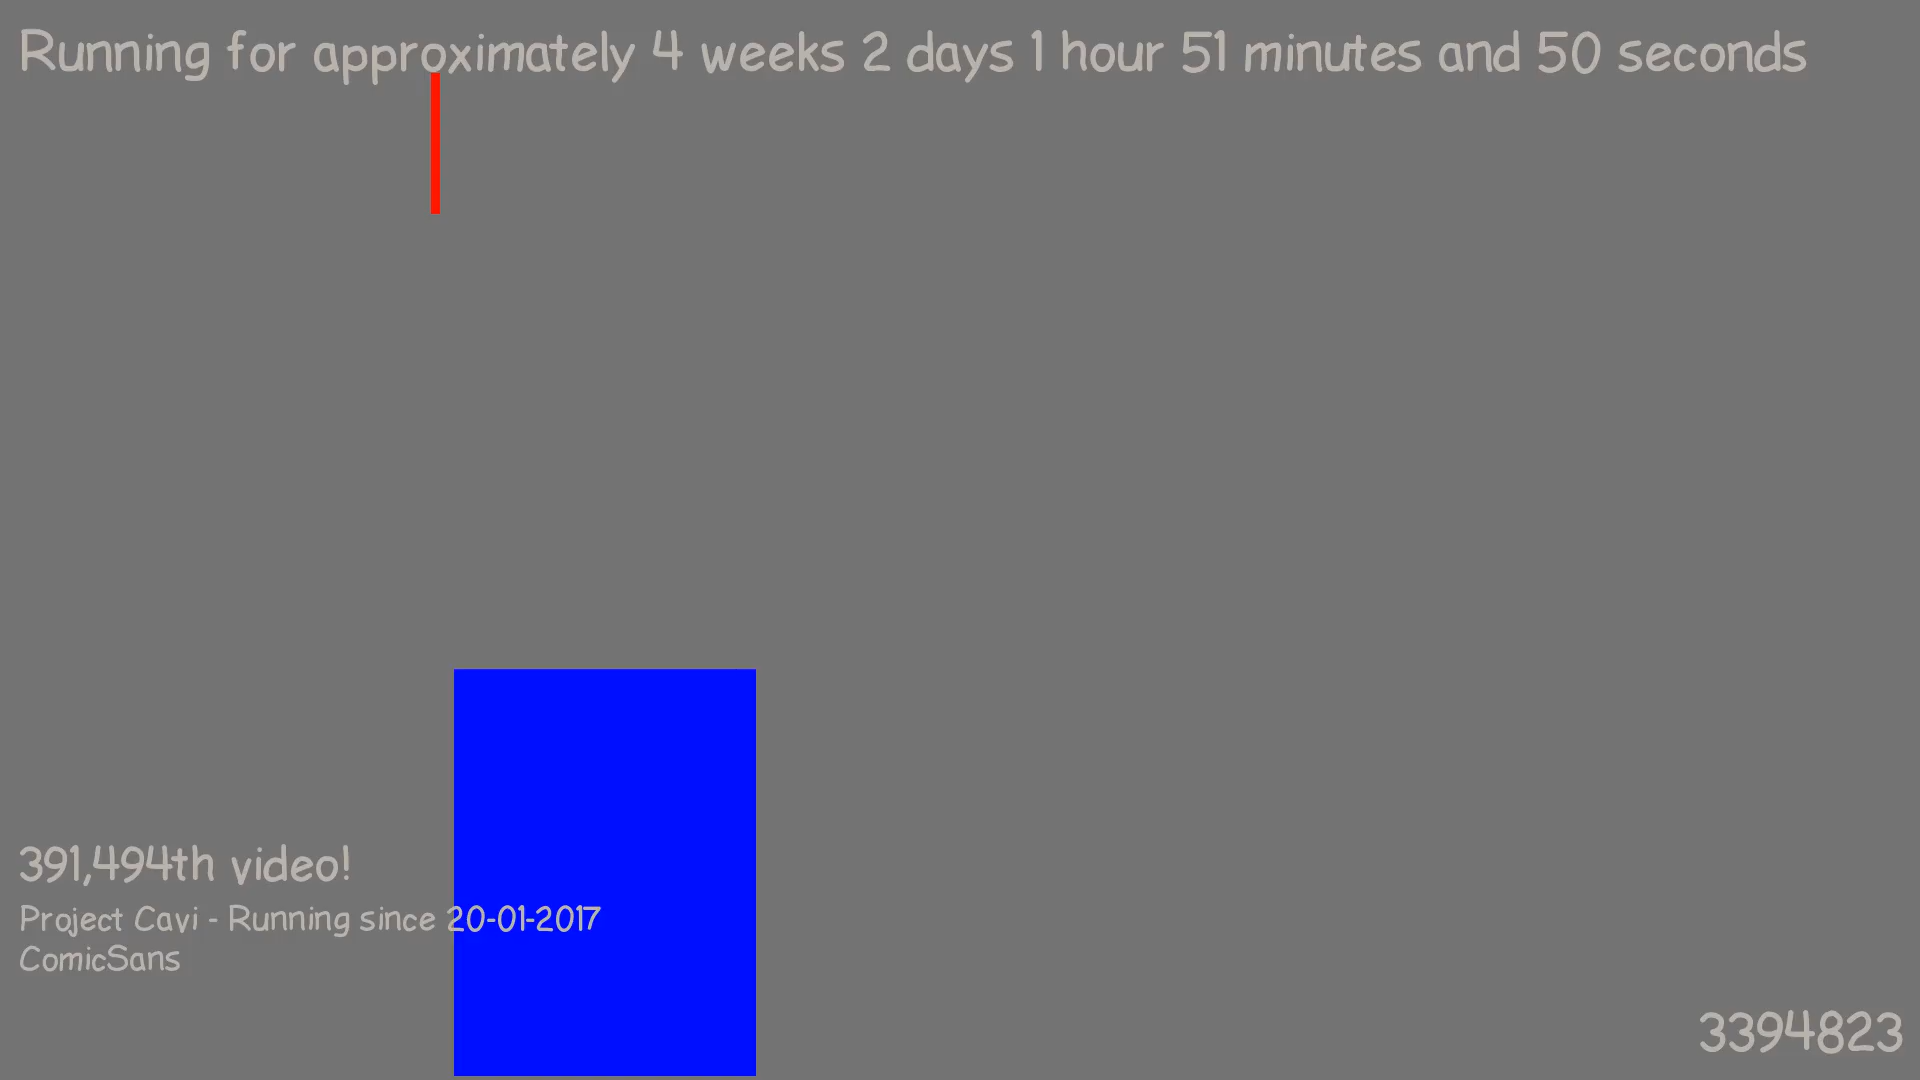 Running for approximately 4 weeks 2 days 1 hour 51 minutes and 50 seconds
391,494th video!
Project Cavi - Running since 20-01-2017
ComicSans
3394823